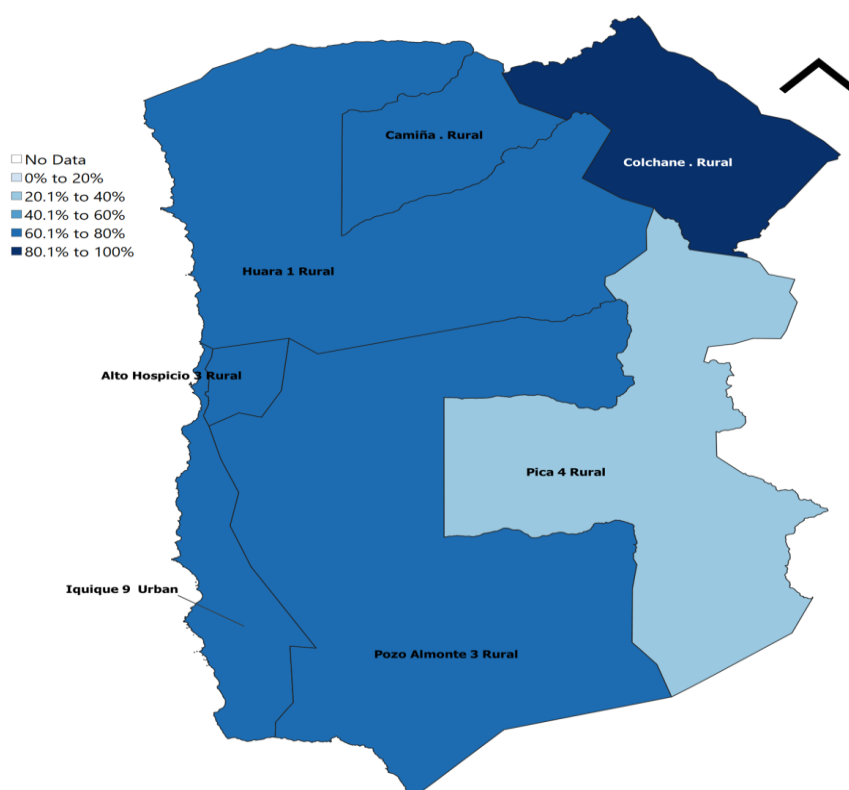 Camiña . Rural
Colchane . Rural
No Data
0% to 20%
20.1% to 40%
40.1% to 60%
60.1% to 80%
80.1% to 100%
Huara 1 Rural
Alto Hospicio 3 Rural
Pica 4 Rural
Iquique 9  Urban
Pozo Almonte 3 Rural